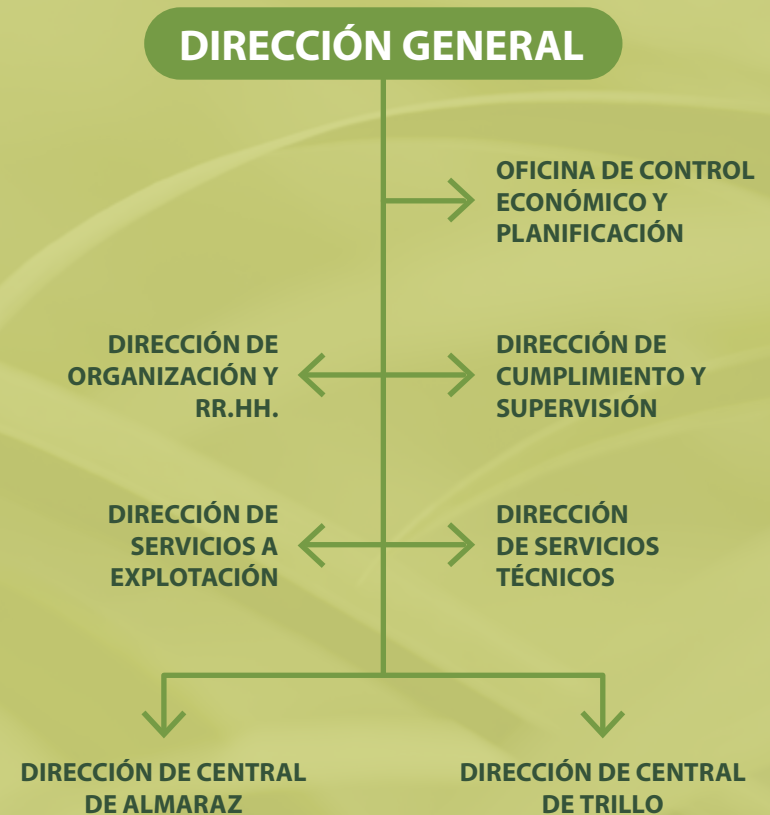 DIRECCIÓN GENERAL
OFICINA DE CONTROL
ECONÓMICO Y
PLANIFICACIÓN
DIRECCIÓN DE
ORGANIZACIÓN Y
RR.HH.
DIRECCIÓN DE
CUMPLIMIENTO Y
SUPERVISIÓN
DIRECCIÓN DE
SERVICIOS A
EXPLOTACIÓN
DIRECCIÓN
DE SERVICIOS
TÉCNICOS
DIRECCIÓN DE CENTRAL
DE ALMARAZ
DIRECCIÓN DE CENTRAL
DE TRILLO